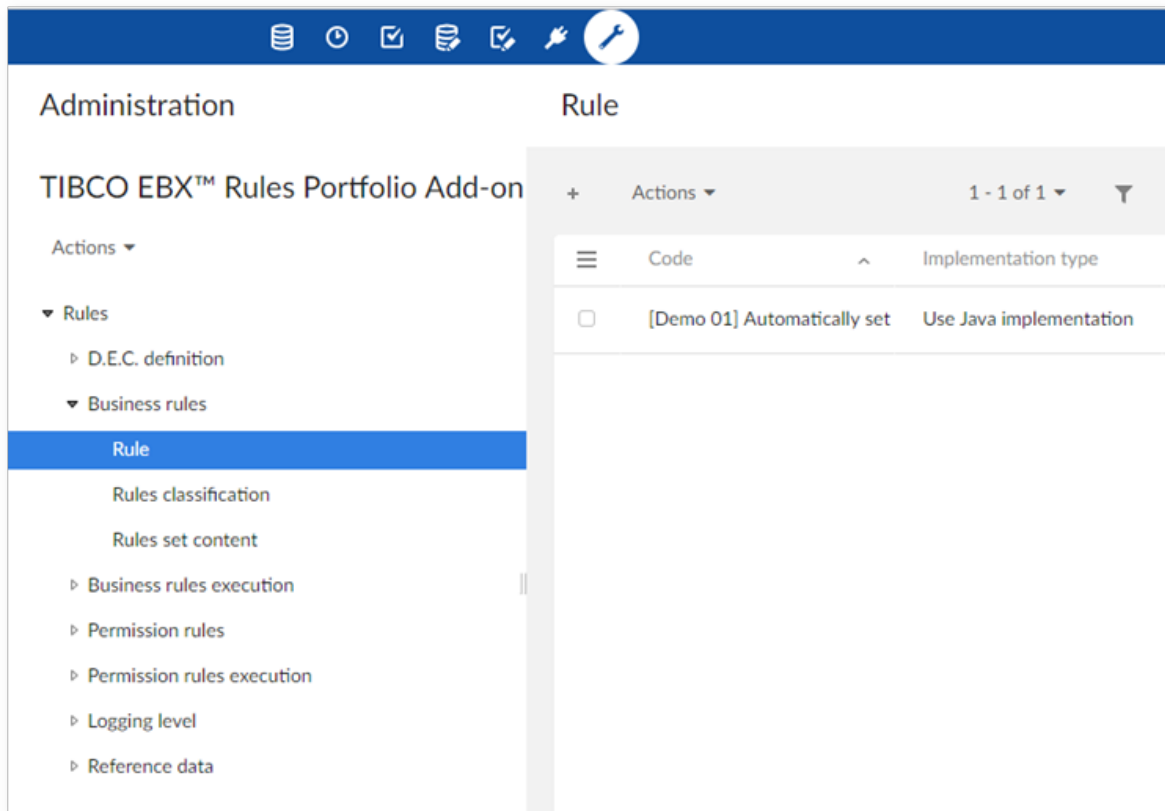 Administration
Rule
TIBCO EBX™ Rules Portfolio Add-on
+ Actions 1 - 1 of 1
Actions
Code Implementation type
Rules
[Demo 01] Automatically set Use Java implementation
D.E.C. definition
Business rules
Rule
Rules classification
Rules set content
Business rules execution
Permission rules
Permission rules execution
Logging level
Reference data